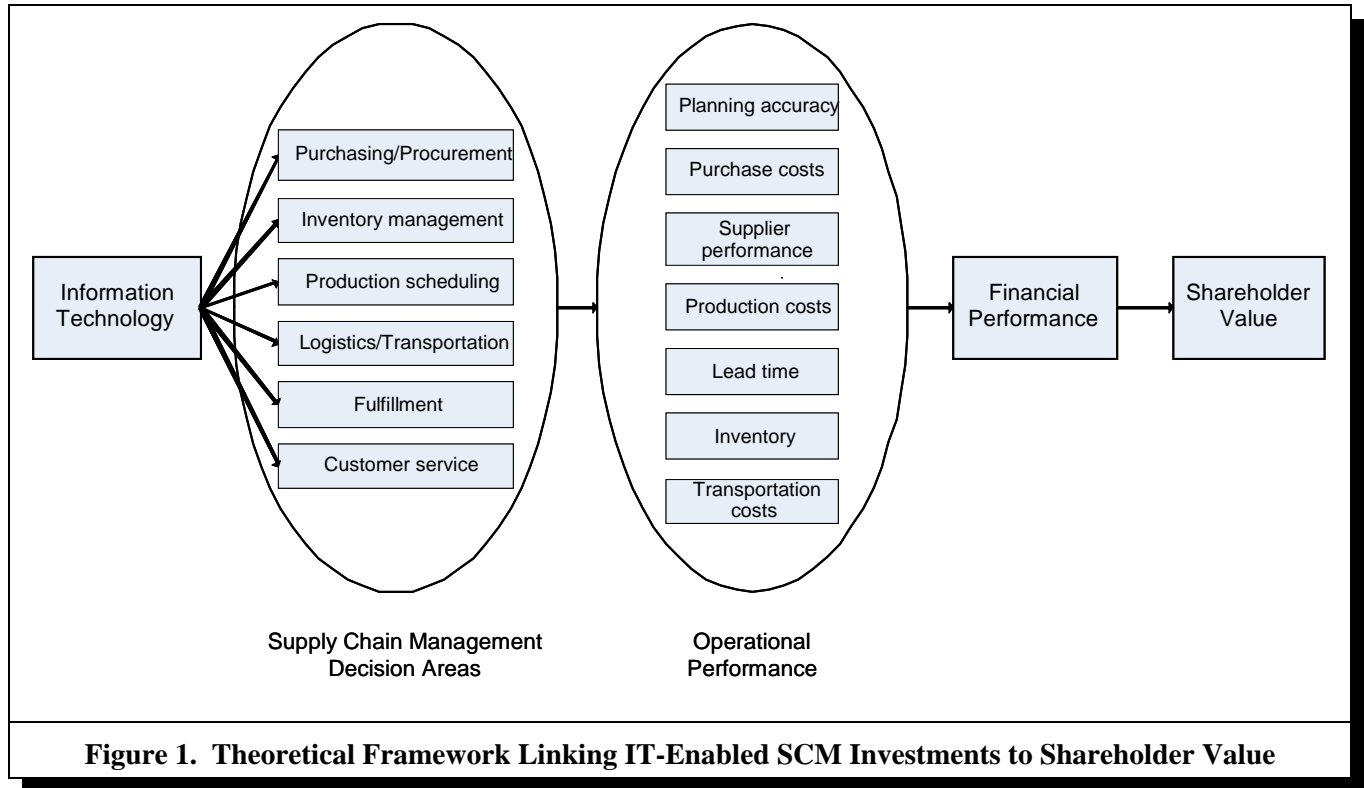 Information
Technology
Purchasing/Procurement
Inventory management
Production scheduling
Logistics/Transportation
Fulfillment
Customer service
Supply Chain Management
Decision Areas
Planning accuracy
Purchase costs
Supplier
performance
Production costs
Lead time
Inventory
Transportation
costs
Operational
Performance
Financial
Performance
Shareholder
Value
Figure 1. Theoretical Framework Linking IT-Enabled SCM Investments to Shareholder Value